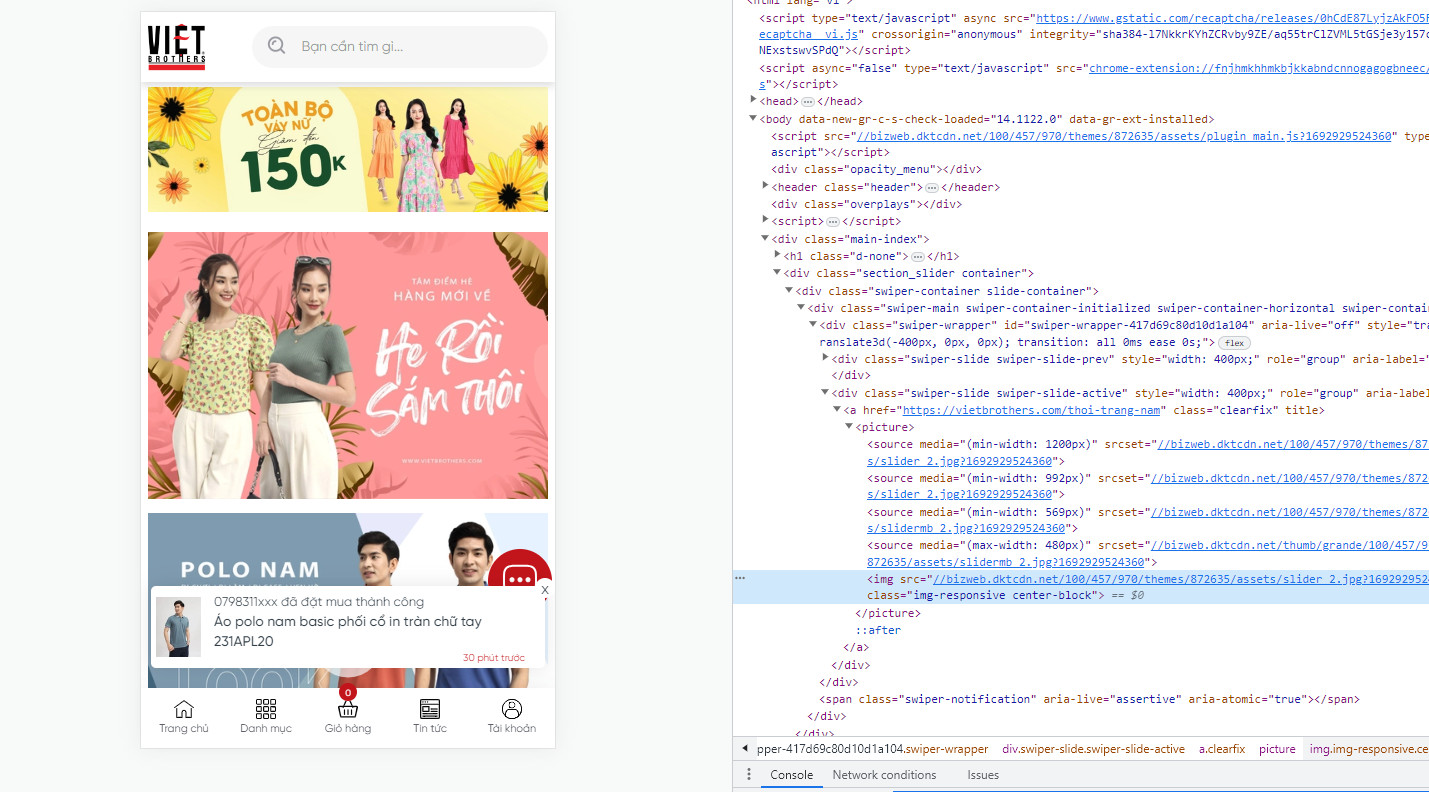 VIỆT
BROTHERS
Bạn cần tìm gì...
TOÀN BỘ
VÁY NỮ
Giảm đến
150K
TÂM ĐIỂM HÈ
HÀNG MỚI VỀ
Hè Rồi
SẮM THÔI
WWW.VIETBROTHERS.COM
POLO NAM
X
0798311xxx đã đặt mua thành công
Áo polo nam basic phối cổ in tràn chữ tay
231APL20
30 phút trước
0
Trang chủ
Danh mục
Giỏ hàng
Tin tức
Tài khoản
<html lang="vi">
<script type="text/javascript" async src="https://www.gstatic.com/recaptcha/releases/0hCdE87LyjzAkFO5F
ecaptcha__vi.js" crossorigin="anonymous" integrity="sha384-l7NkkrKYhZCRvby9ZE/aq55trClZVML5tGSje3y157c
NExstswvSPdQ"></script>
<script async="false" type="text/javascript" src="chrome-extension://fnjhmkhhmkbjkkabndcnnogagogbneec/
s"></script>
<head> ⋯ </head>
<body data-new-gr-c-s-check-loaded="14.1122.0" data-gr-ext-installed>
<script src="//bizweb.dktcdn.net/100/457/970/themes/872635/assets/plugin_main.js?1692929524360" type
ascript"></script>
<div class="opacity_menu"></div>
<header class="header"> ⋯ </header>
<div class="overplays"></div>
<script> ⋯ </script>
<div class="main-index">
<h1 class="d-none"> ⋯ </h1>
<div class="section_slider container">
<div class="swiper-container slide-container">
<div class="swiper-main swiper-container-initialized swiper-container-horizontal swiper-contai
<div class="swiper-wrapper" id="swiper-wrapper-417d69c80d10d1a104" aria-live="off" style="tra
ranslate3d(-400px, 0px, 0px); transition: all 0ms ease 0s;"> flex
<div class="swiper-slide swiper-slide-prev" style="width: 400px;" role="group" aria-label="
</div>
<div class="swiper-slide swiper-slide-active" style="width: 400px;" role="group" aria-label
<a href="https://vietbrothers.com/thoi-trang-nam" class="clearfix" title>
<picture>
<source media="(min-width: 1200px)" srcset="//bizweb.dktcdn.net/100/457/970/themes/87
s/slider_2.jpg?1692929524360">
<source media="(min-width: 992px)" srcset="//bizweb.dktcdn.net/100/457/970/themes/872
s/slider_2.jpg?1692929524360">
<source media="(min-width: 569px)" srcset="//bizweb.dktcdn.net/100/457/970/themes/872
s/slidermb_2.jpg?1692929524360">
<source media="(max-width: 480px)" srcset="//bizweb.dktcdn.net/thumb/grande/100/457/9
872635/assets/slidermb_2.jpg?1692929524360">
<img src="//bizweb.dktcdn.net/100/457/970/themes/872635/assets/slider_2.jpg?169292952
class="img-responsive center-block"> == $0
</picture>
::after
</a>
</div>
</div>
<span class="swiper-notification" aria-live="assertive" aria-atomic="true"></span>
</div>
</div>
pper-417d69c80d10d1a104.swiper-wrapper div.swiper-slide.swiper-slide-active a.clearfix picture img.img-responsive.ce
Console Network conditions Issues